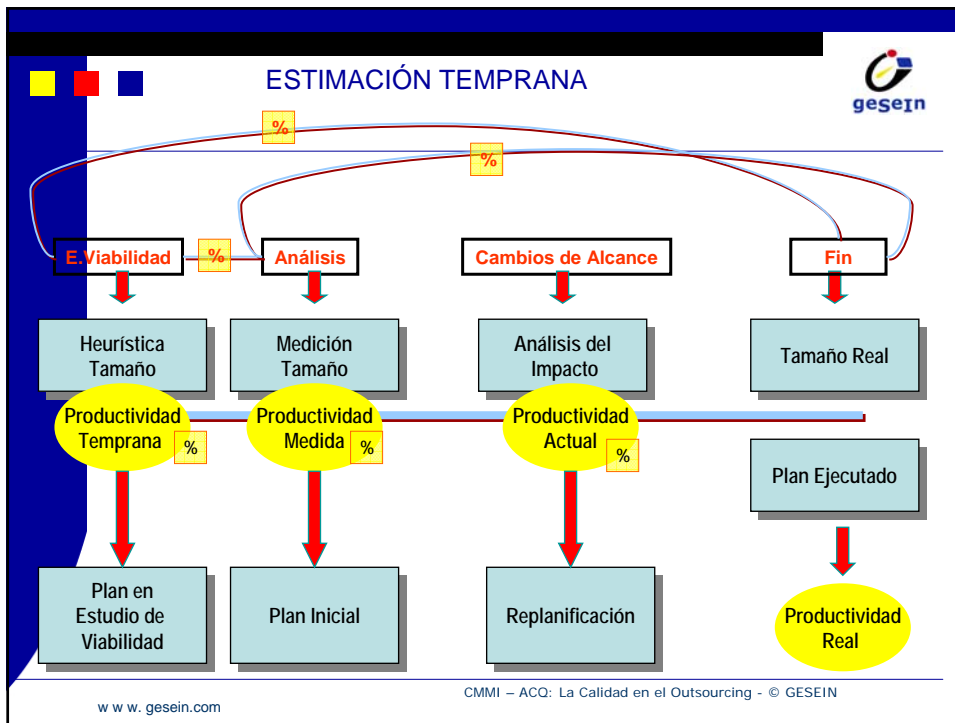 ESTIMACIÓN TEMPRANA
gesein
%
%
E.Viabilidad
%
Análisis
Cambios de Alcance
Fin
Heurística
Tamaño
Medición
Tamaño
Análisis del
Impacto
Tamaño Real
Productividad
Temprana
%
Productividad
Medida
%
Productividad
Actual
%
Plan Ejecutado
Plan en
Estudio de
Viabilidad
Plan Inicial
Replanificación
Productividad
Real
CMMI – ACQ: La Calidad en el Outsourcing - © GESEIN
w w w. gesein.com